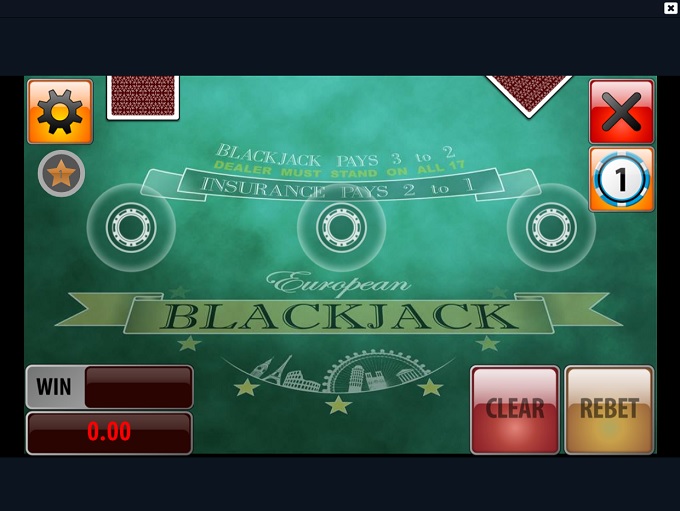 BLACKJACK PAYS 3 to 2
DEALER MUST STAND ON ALL 17
INSURANCE PAYS 2 to 1
1
European
BLACKJACK
WIN
0.00
CLEAR
REBET